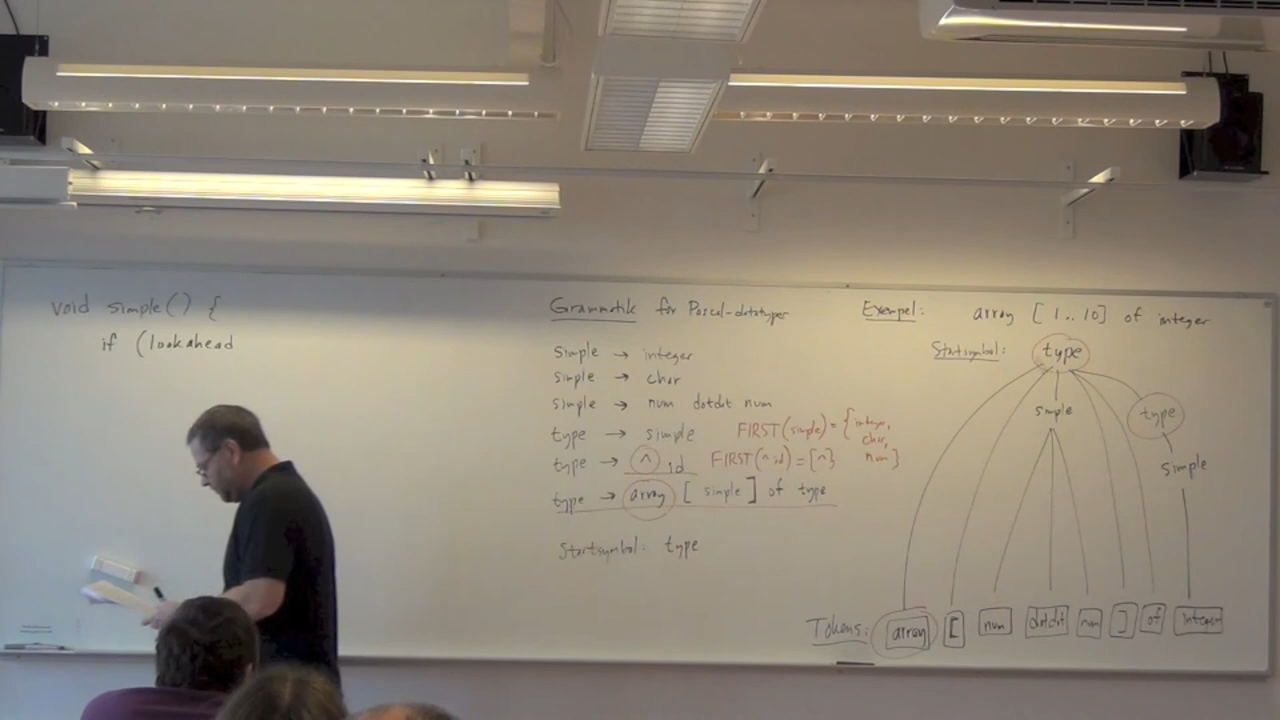 void simple() {
if (lookahead
Grammatik för Pascal-datatyper
simple → integer
simple → char
simple → num dotdot num
type → simple
FIRST(simple) = {integer,
char,
num}
type → ^ id
FIRST(^ id) = {^}
type → array [ simple ] of type
Startsymbol: type
Exempel: array [ 1..10] of integer
Startsymbol: type
simple type
simple
Tokens: array [ num dotdot num ] of integer